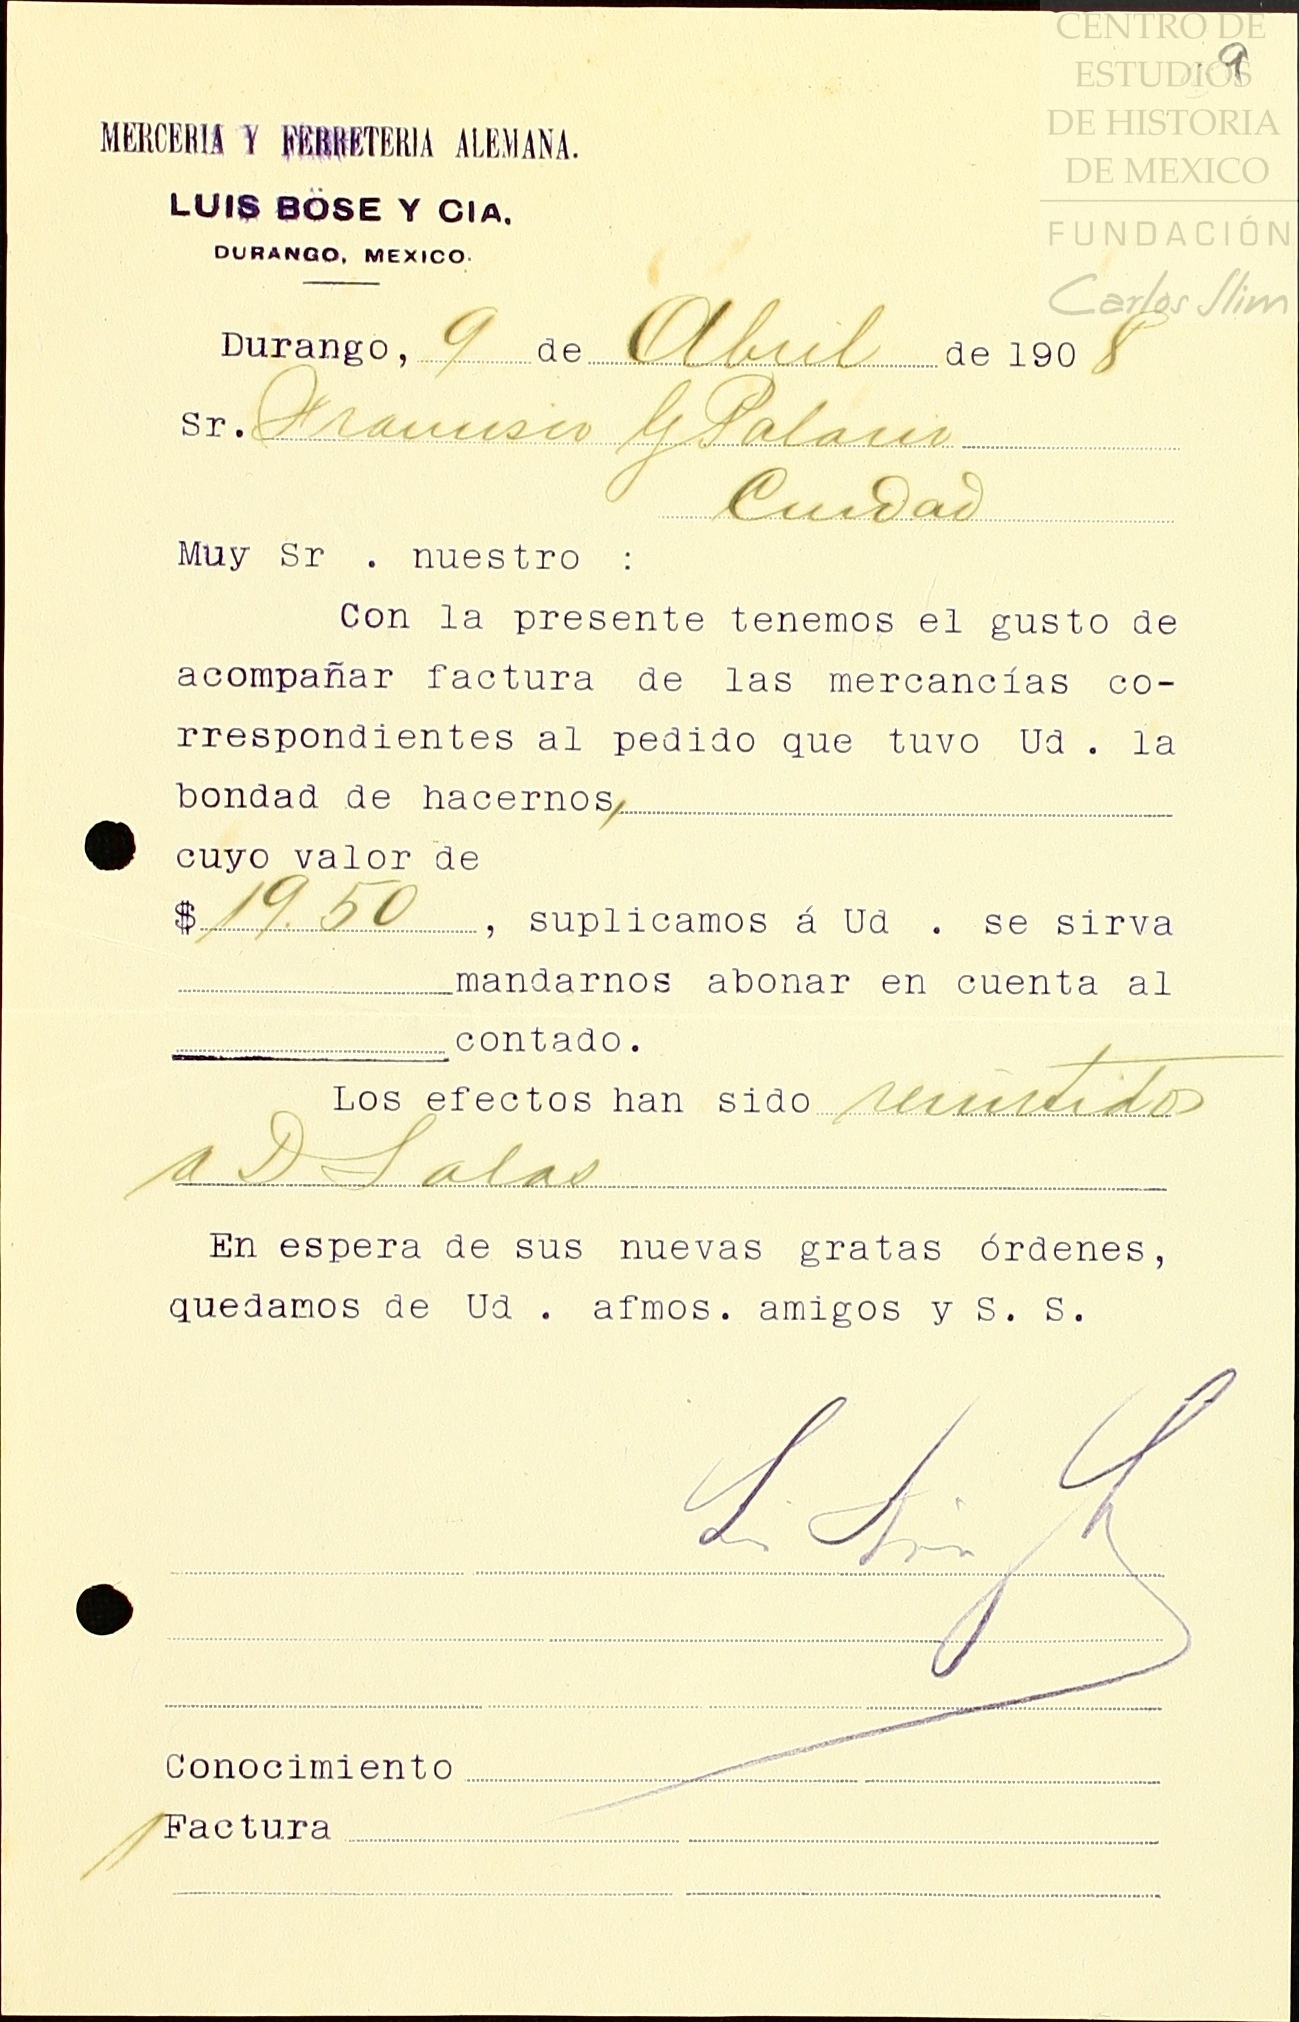 CENTRO DE
ESTUDIOS
DE HISTORIA
DE MEXICO
FUNDACIÓN
Carlos Slim
9
MERCERIA Y FERRETERIA ALEMANA.
LUIS BÖSE Y CIA.
DURANGO, MEXICO.
Durango, 9 de Abril de 1908
Sr. Francisco G Palacio
Ciudad
Muy Sr . nuestro :
Con la presente tenemos el gusto de
acompañar factura de las mercancías co-
rrespondientes al pedido que tuvo Ud . la
bondad de hacernos,
cuyo valor de
$ 19.50 , suplicamos á Ud . se sirva
mandarnos abonar en cuenta al
contado.
Los efectos han sido remitidos
a D Salas
En espera de sus nuevas gratas órdenes,
quedamos de Ud . afmos. amigos y S. S.
Conocimiento
1 Factura